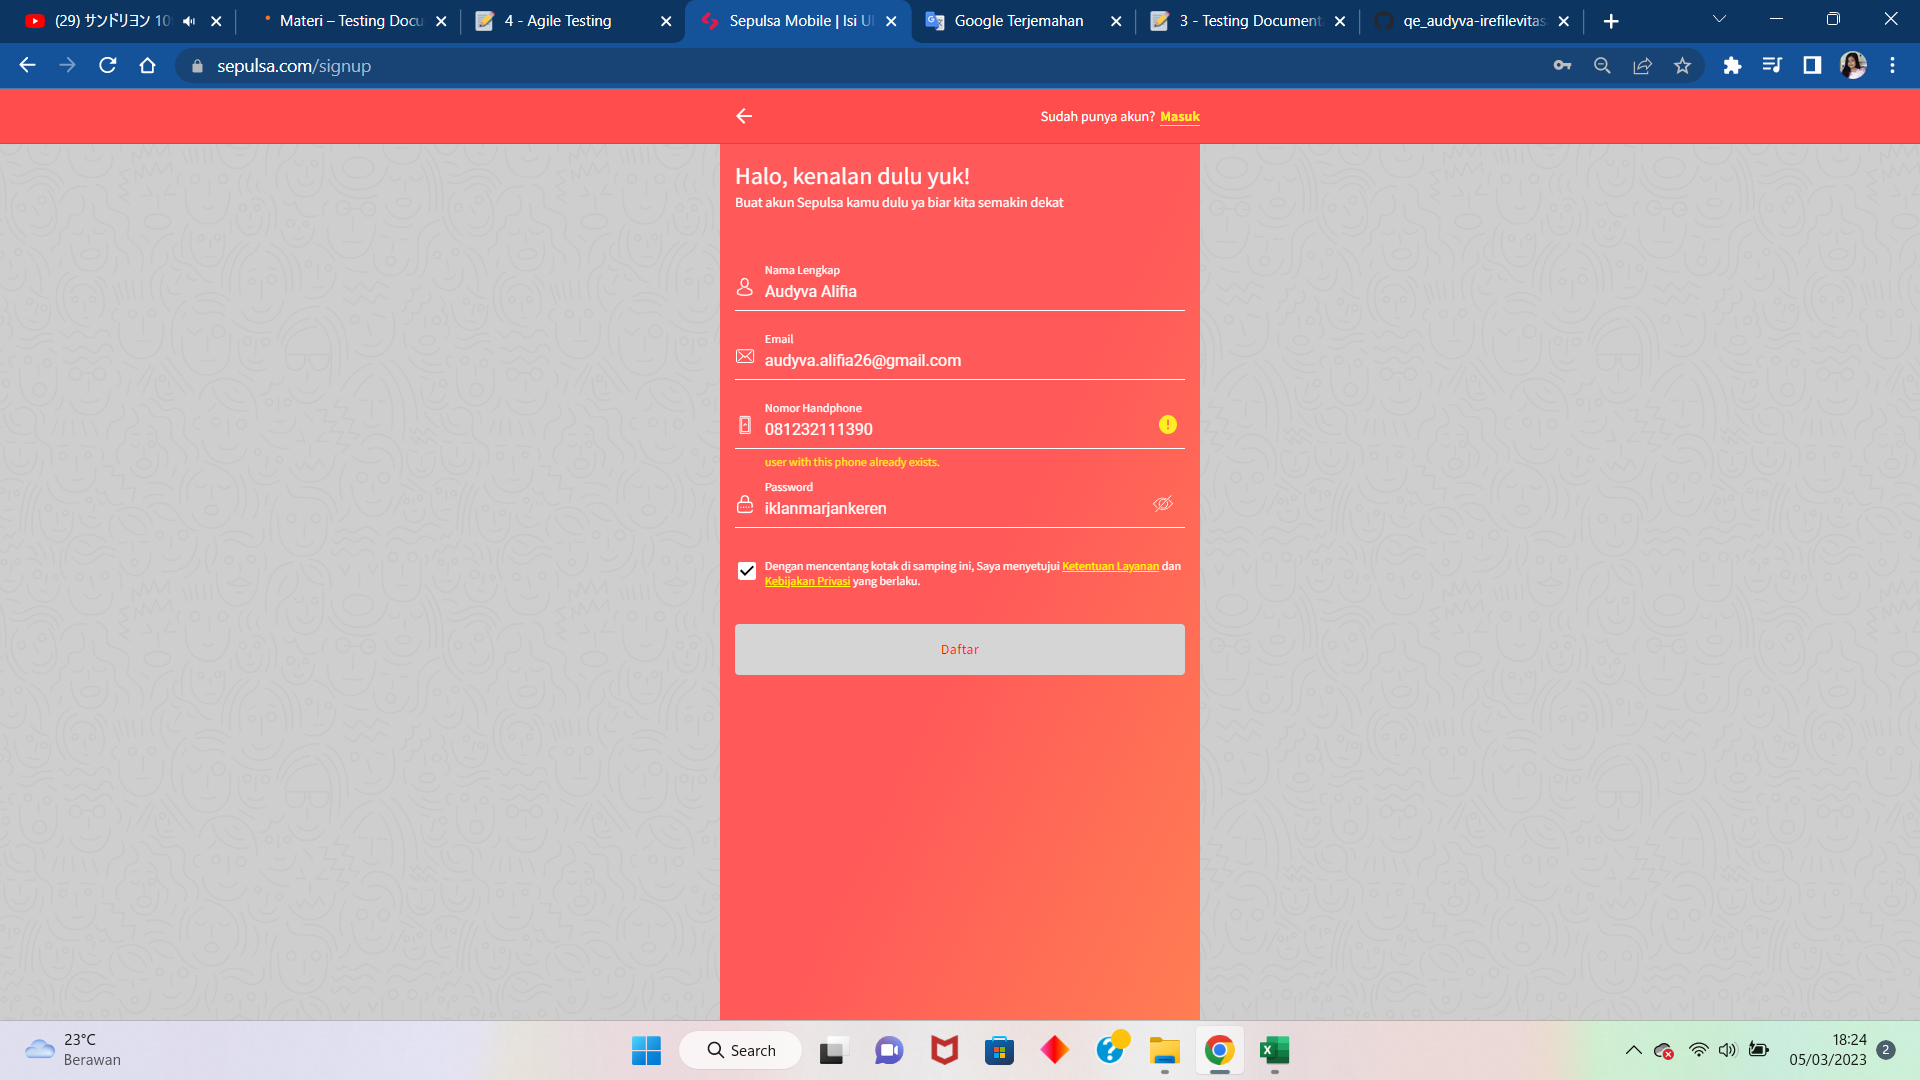 (29) サンドリヨン 10
Materi – Testing Docu
4 - Agile Testing
Sepulsa Mobile | Isi Ul
Google Terjemahan
3 - Testing Document
qe_audyva-irefilevitas
sepulsa.com/signup
Sudah punya akun? Masuk
Halo, kenalan dulu yuk!
Buat akun Sepulsa kamu dulu ya biar kita semakin dekat
Nama Lengkap
Audyva Alifia
Email
audyva.alifia26@gmail.com
Nomor Handphone
081232111390
user with this phone already exists.
Password
iklanmarjankeren
Dengan mencentang kotak di samping ini, Saya menyetujui Ketentuan Layanan dan
Kebijakan Privasi yang berlaku.
Daftar
23°C
Berawan
Search
18:24
05/03/2023
2